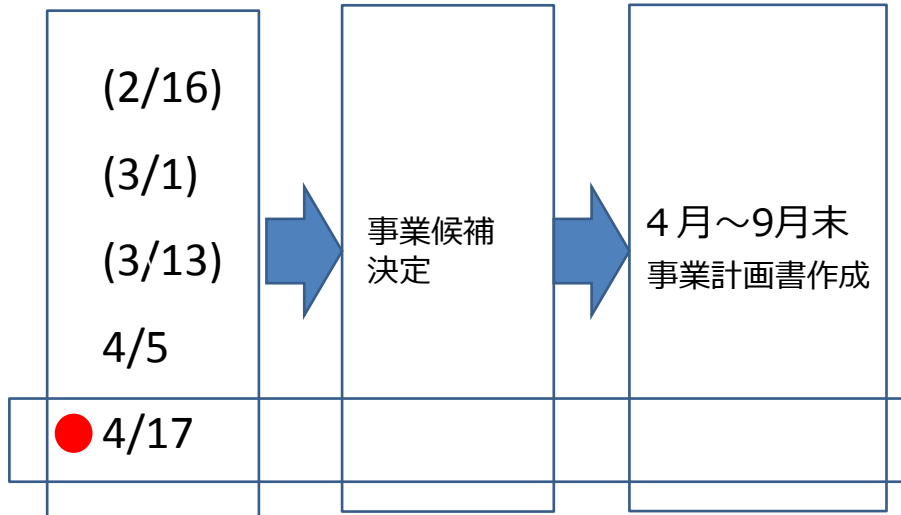 (2/16)
(3/1)
(3/13)
4/5
4/17
事業候補
決定
４月～9月末
事業計画書作成